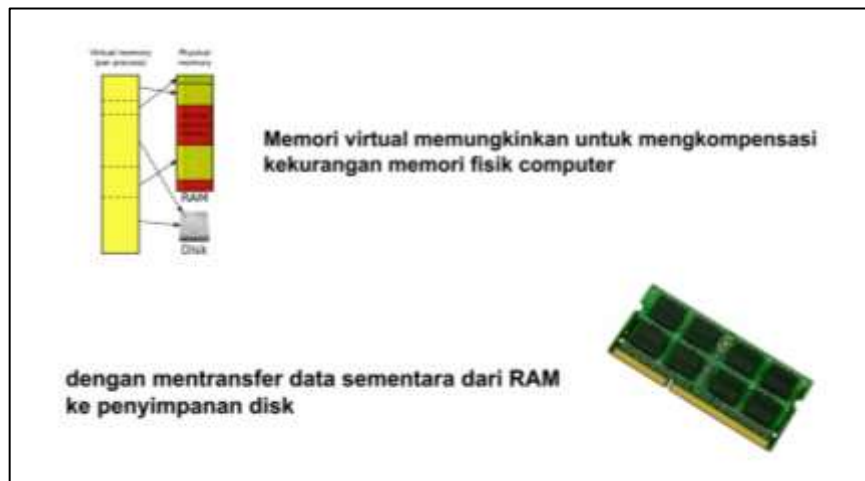 Virtual memory
(per process)
Physical
memory
RAM
Disk
Memori virtual memungkinkan untuk mengkompensasi
kekurangan memori fisik computer
dengan mentransfer data sementara dari RAM
ke penyimpanan disk